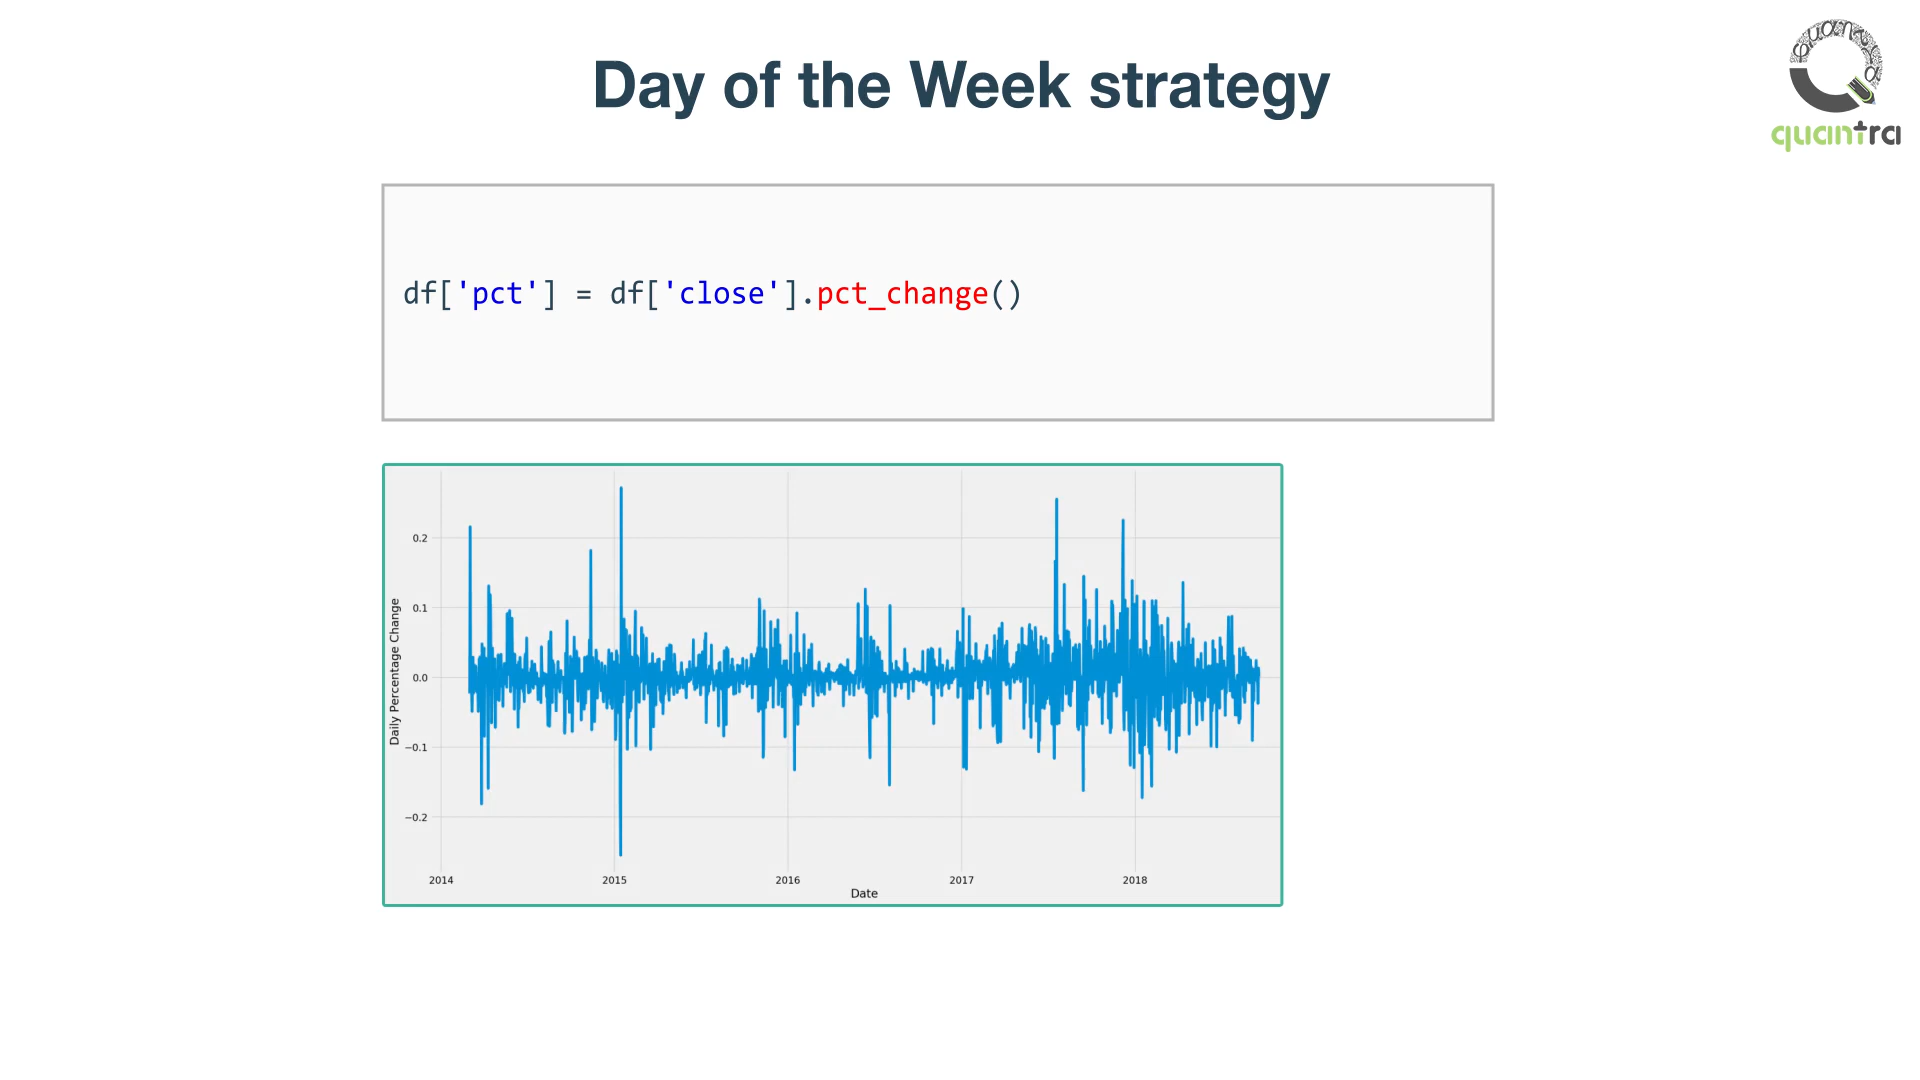 Day of the Week strategy
quantra
df['pct'] = df['close'].pct_change()
Daily Percentage Change
0.2
0.1
0.0
−0.1
−0.2
2014 2015 2016 2017 2018
Date